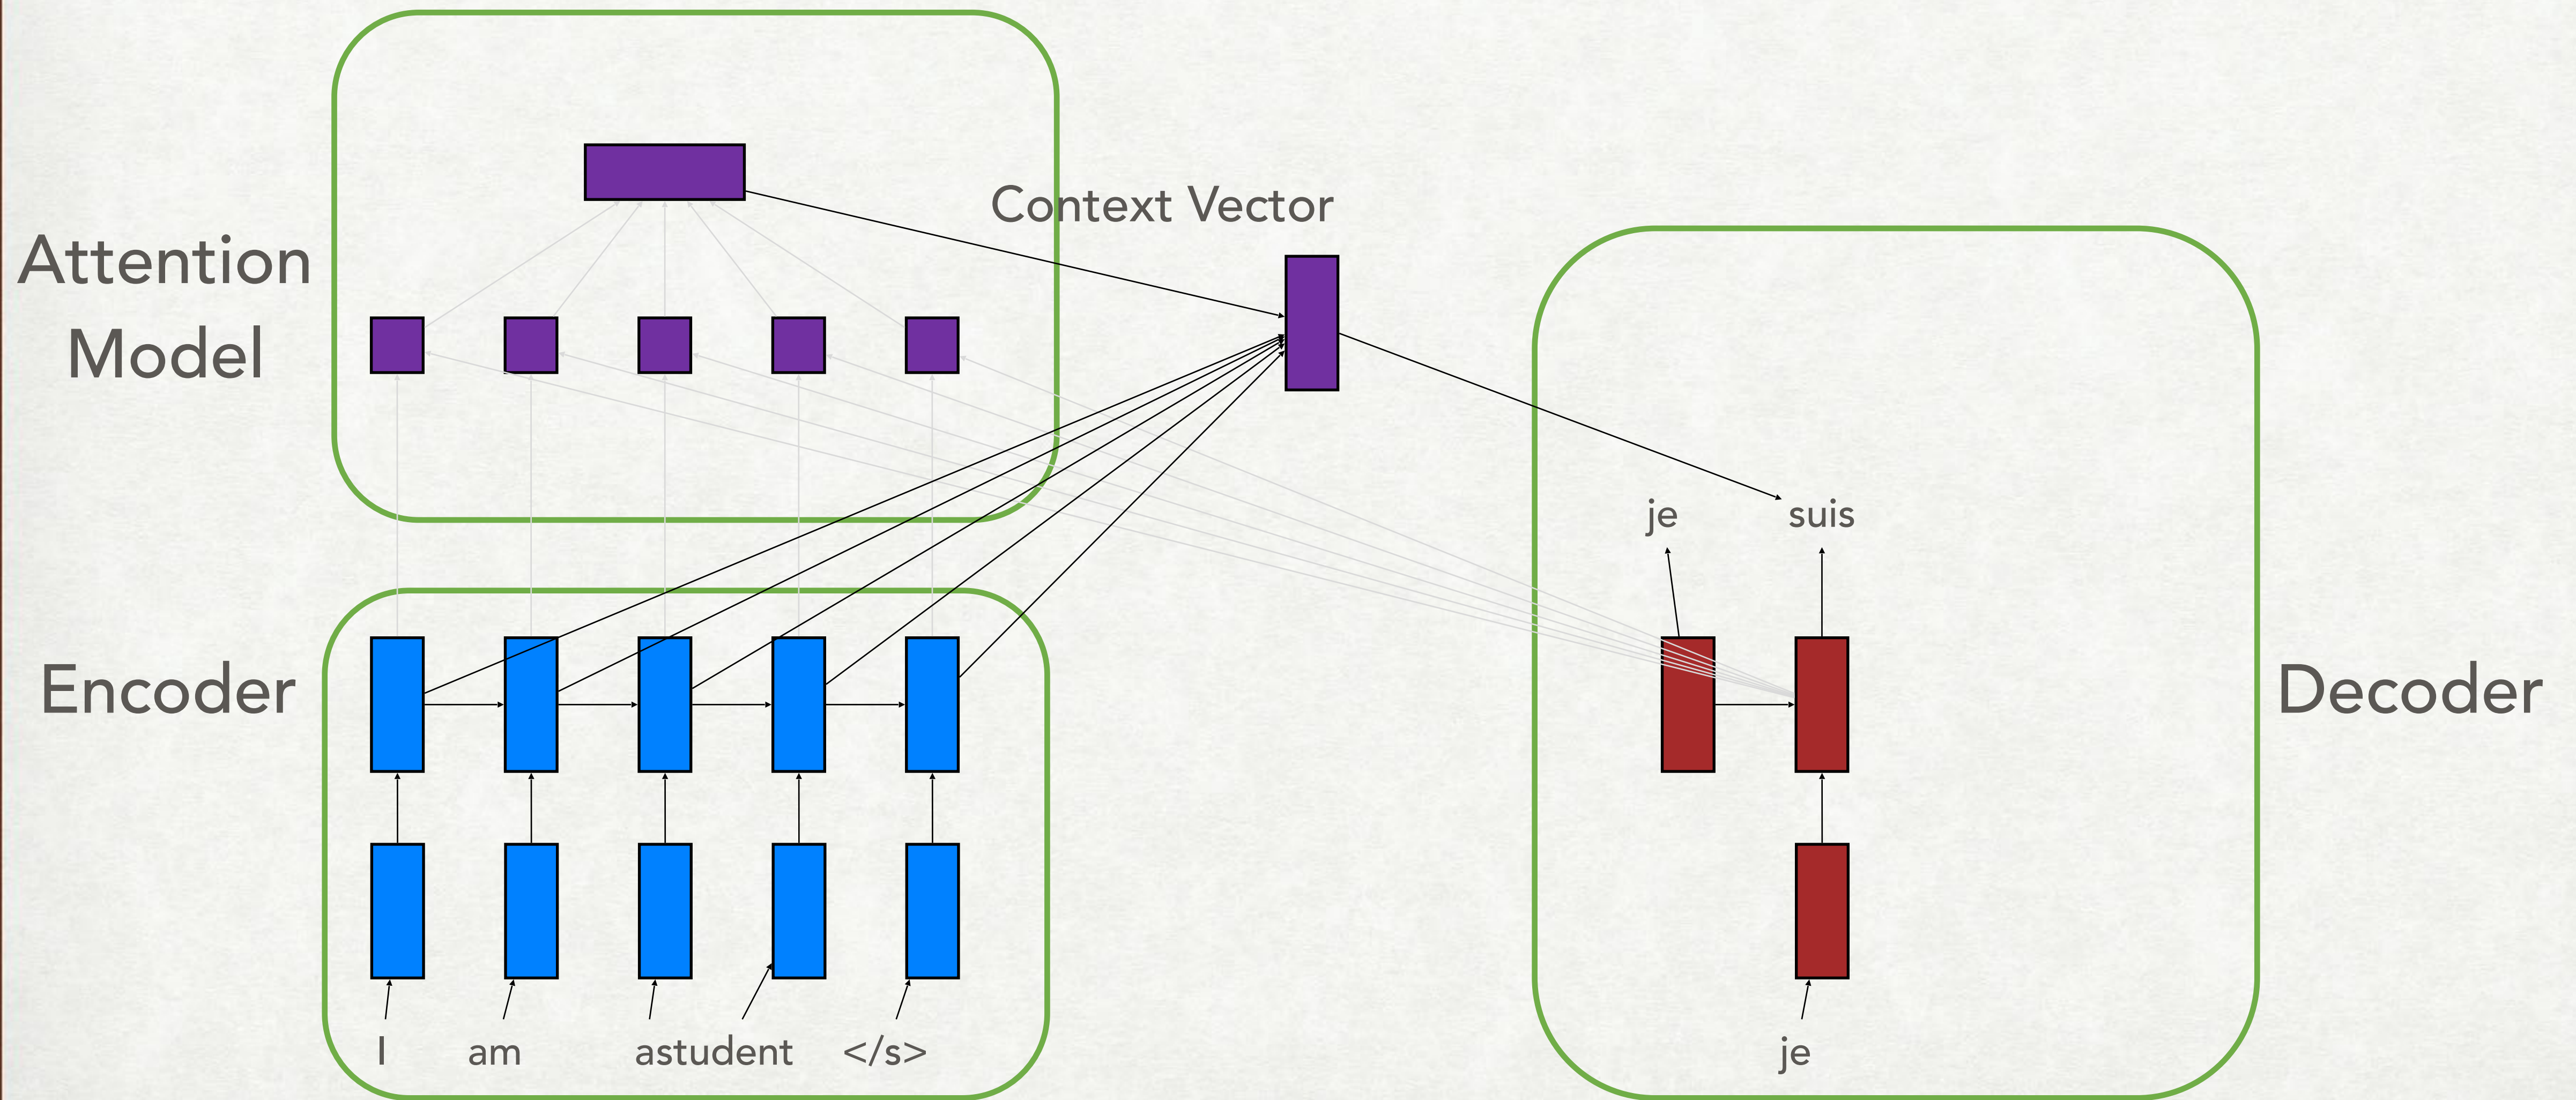 Attention
Model
Context Vector
Encoder
Decoder
je suis
I am astudent </s>
je